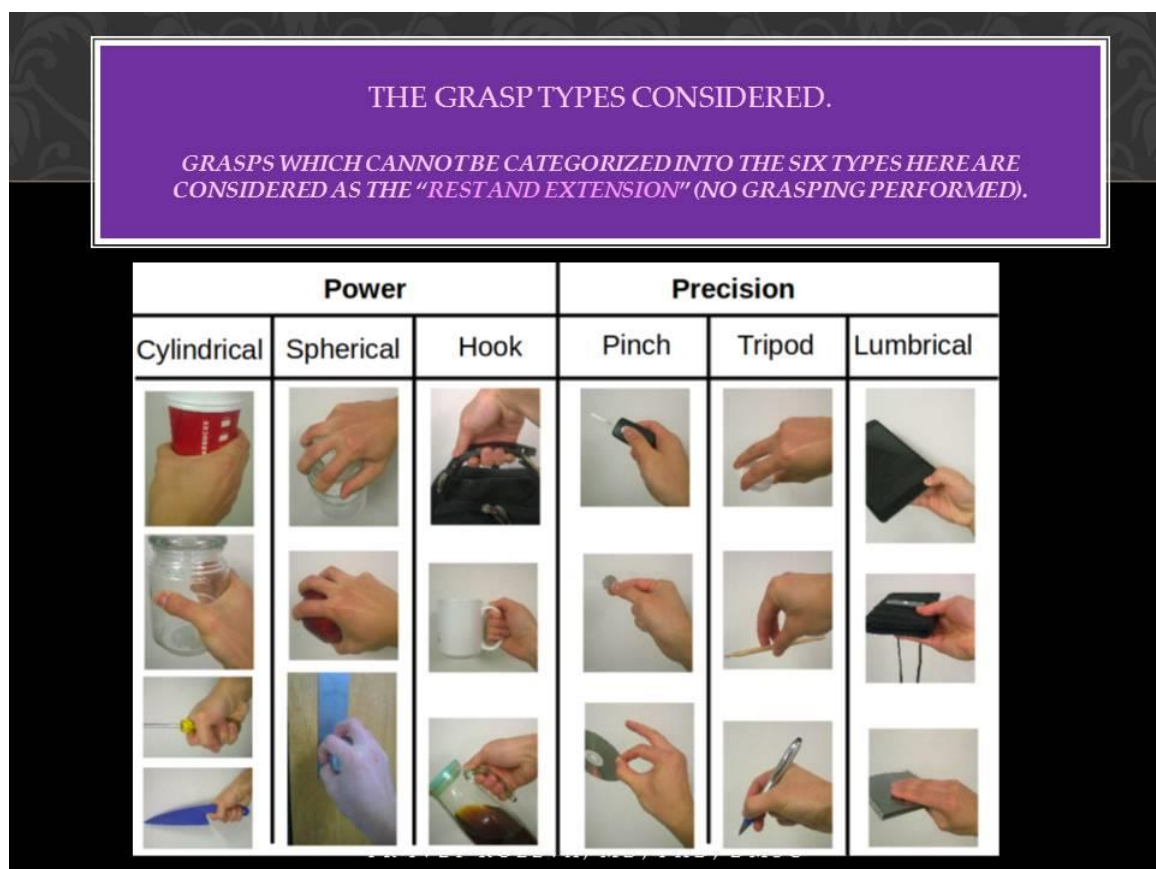 THE GRASP TYPES CONSIDERED.
GRASPS WHICH CANNOT BE CATEGORIZED INTO THE SIX TYPES HERE ARE
CONSIDERED AS THE “REST AND EXTENSION” (NO GRASPING PERFORMED).
Power Precision
Cylindrical Spherical Hook Pinch Tripod Lumbrical